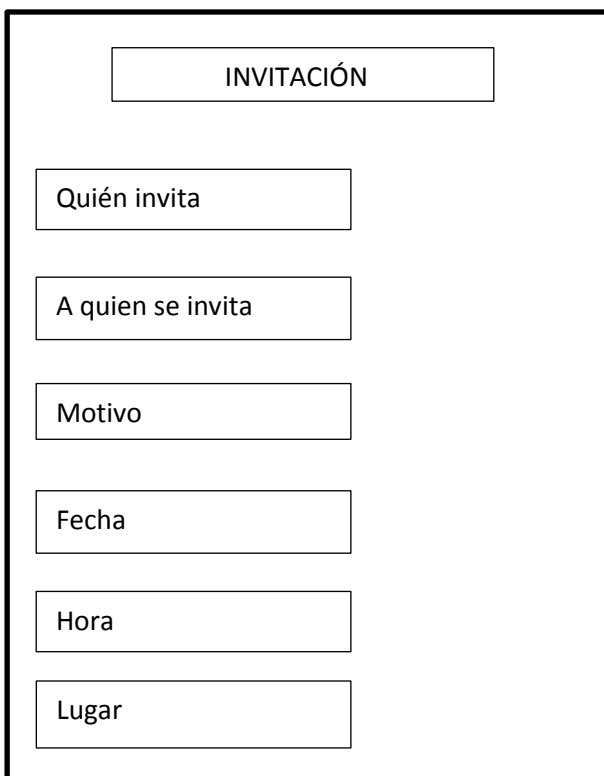 INVITACIÓN
Quién invita
A quien se invita
Motivo
Fecha
Hora
Lugar